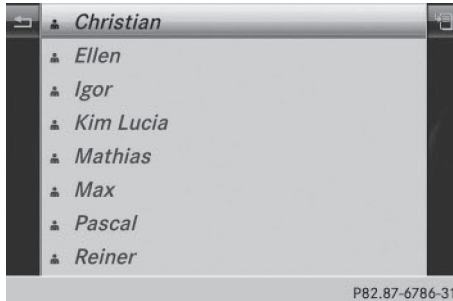 Christian
Ellen
Igor
Kim Lucia
Mathias
Max
Pascal
Reiner
P82.87-6786-31